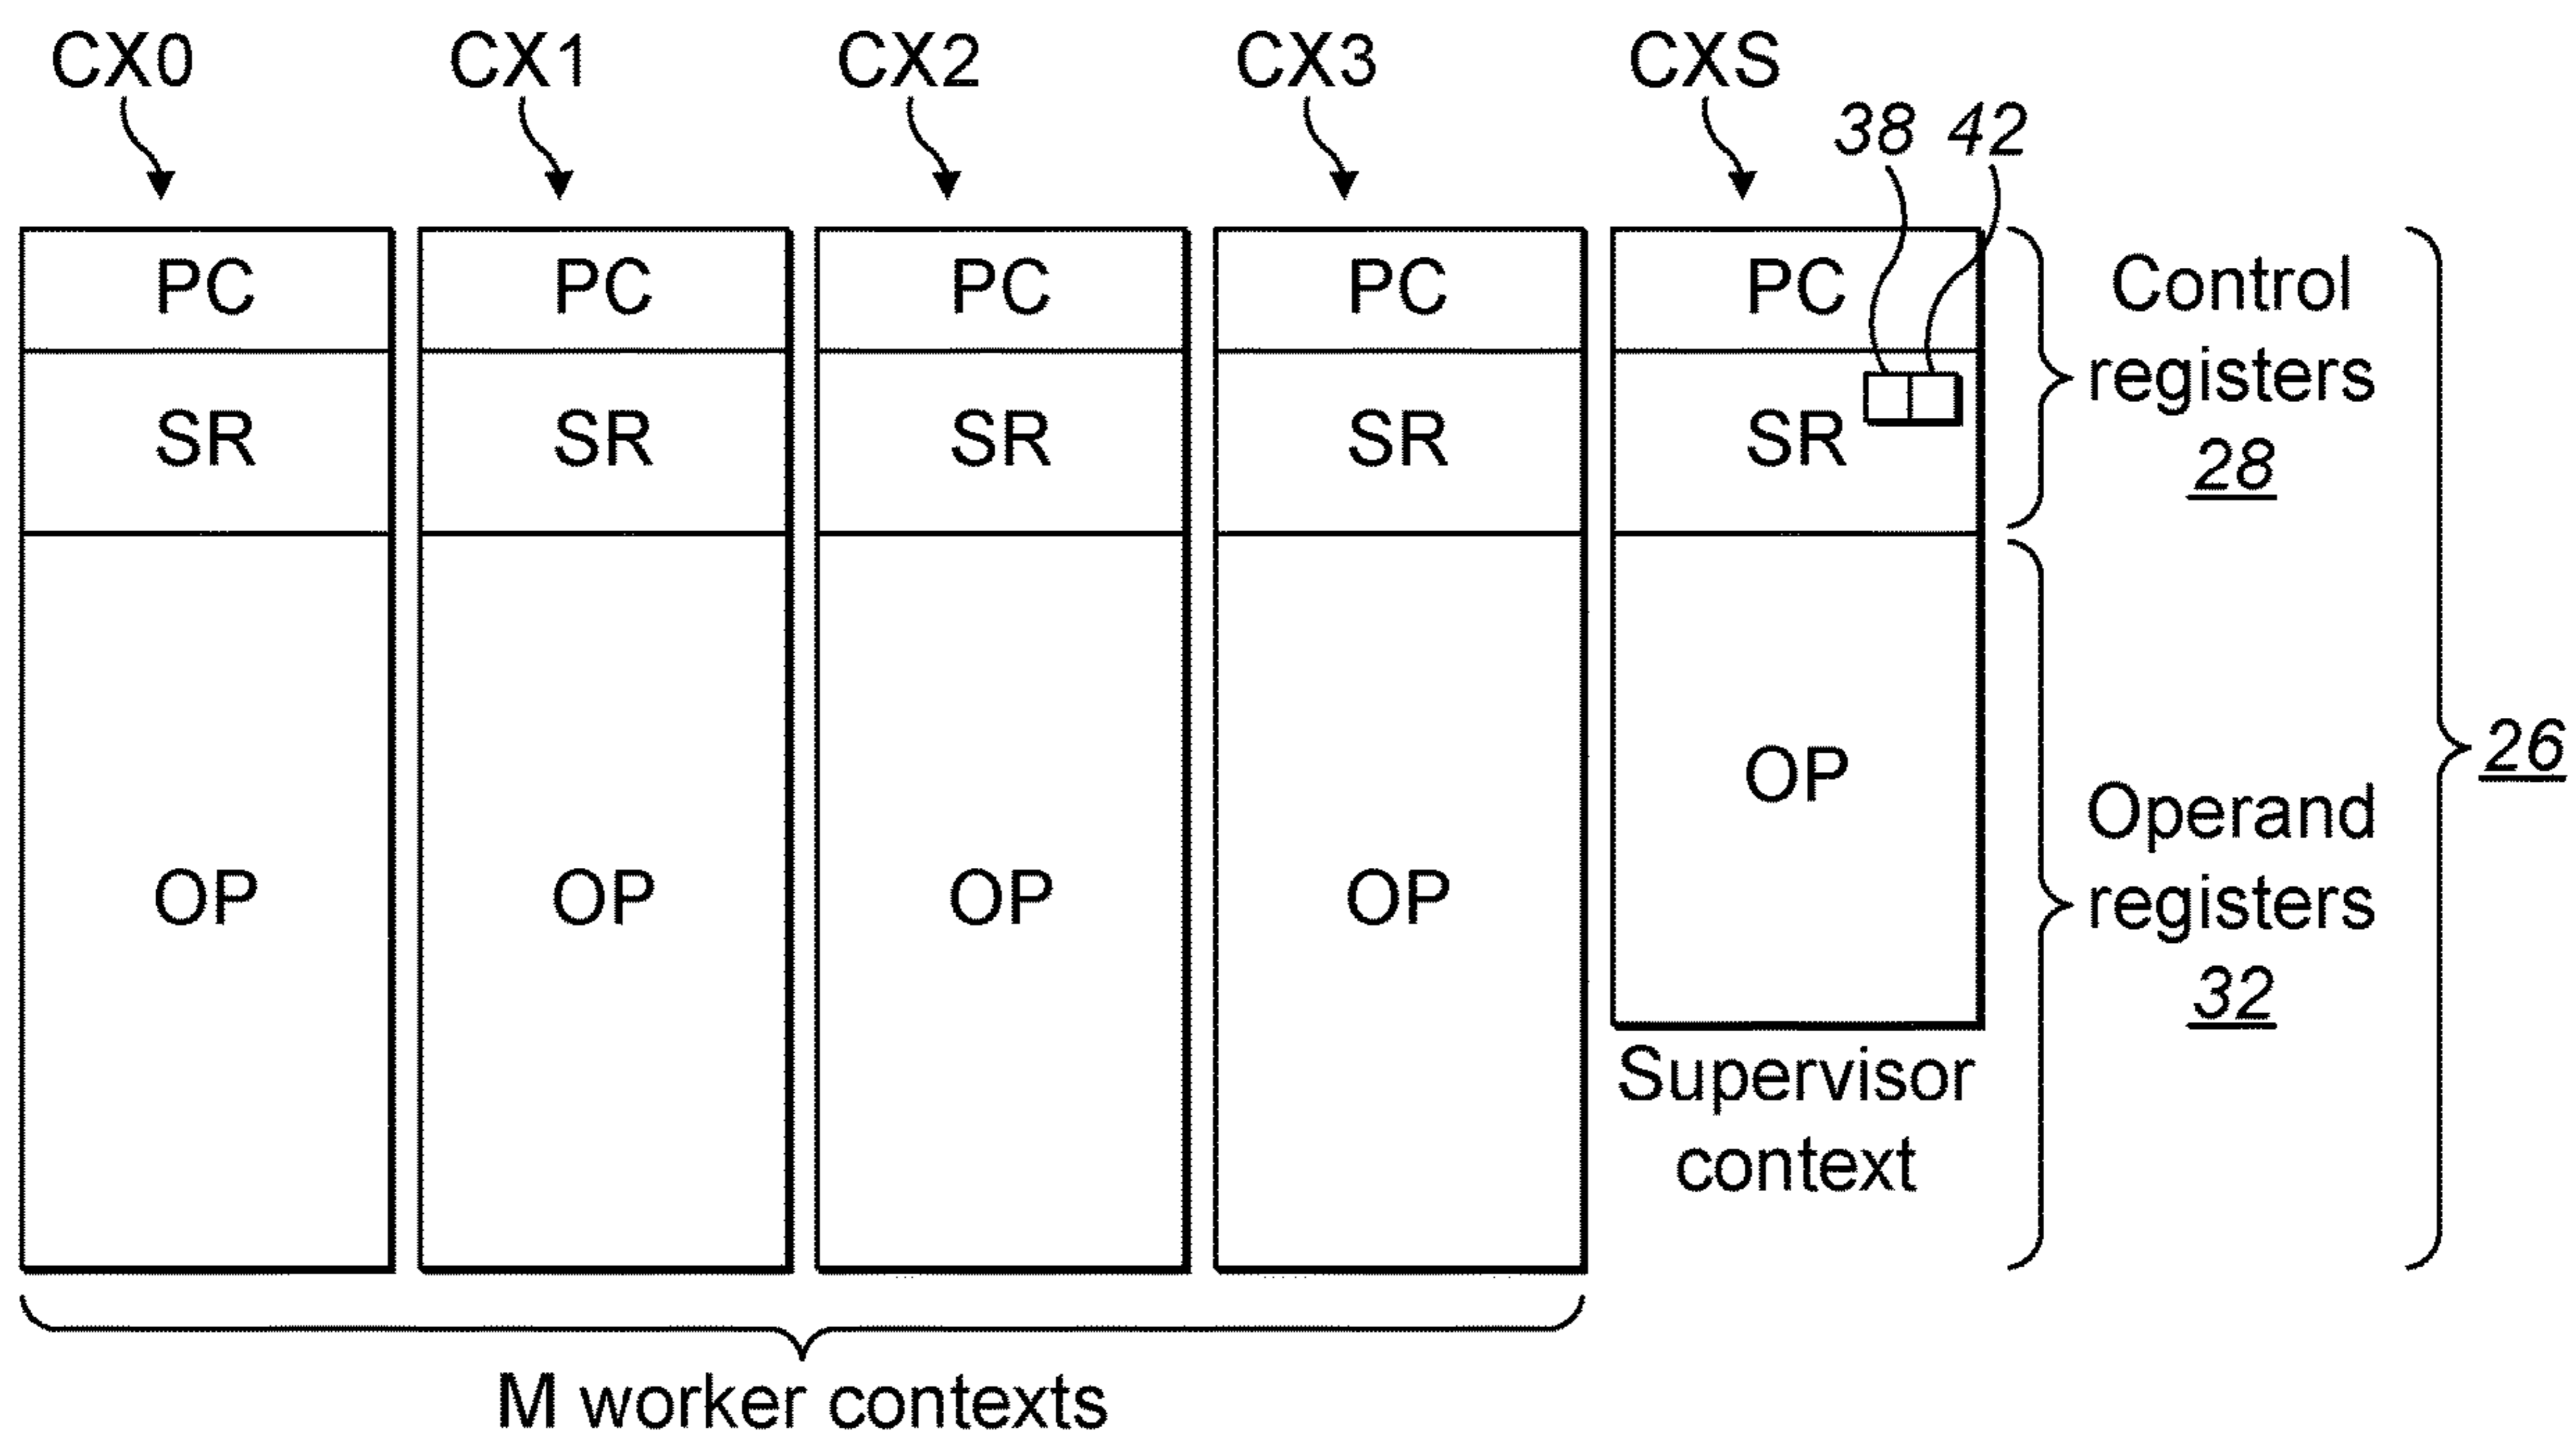 CX0 CX1 CX2 CX3 CXS
38 42
PC PC PC PC PC
SR SR SR SR SR
Control
registers
28
OP OP OP OP OP
Operand
registers
32
26
Supervisor
context
M worker contexts